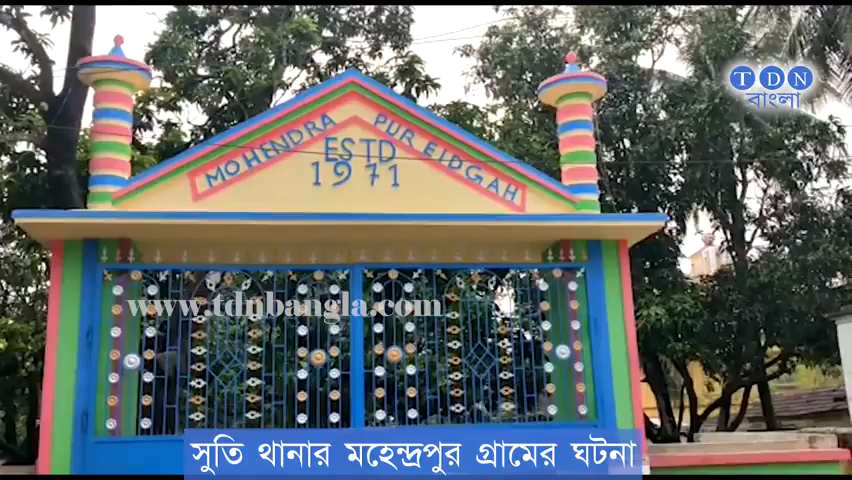 TDN
বাংলা
MOHENDRA PUR EIDGAH
ESTD
1971
www.tdnbangla.com
সুতি থানার মহেন্দ্রপুর গ্রামের ঘটনা